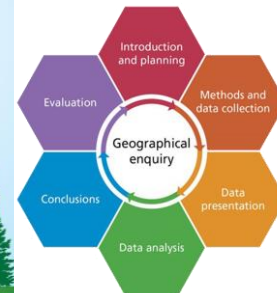 Introduction
and planning
Methods and
data collection
Data
presentation
Data analysis
Conclusions
Evaluation
Geographical
enquiry